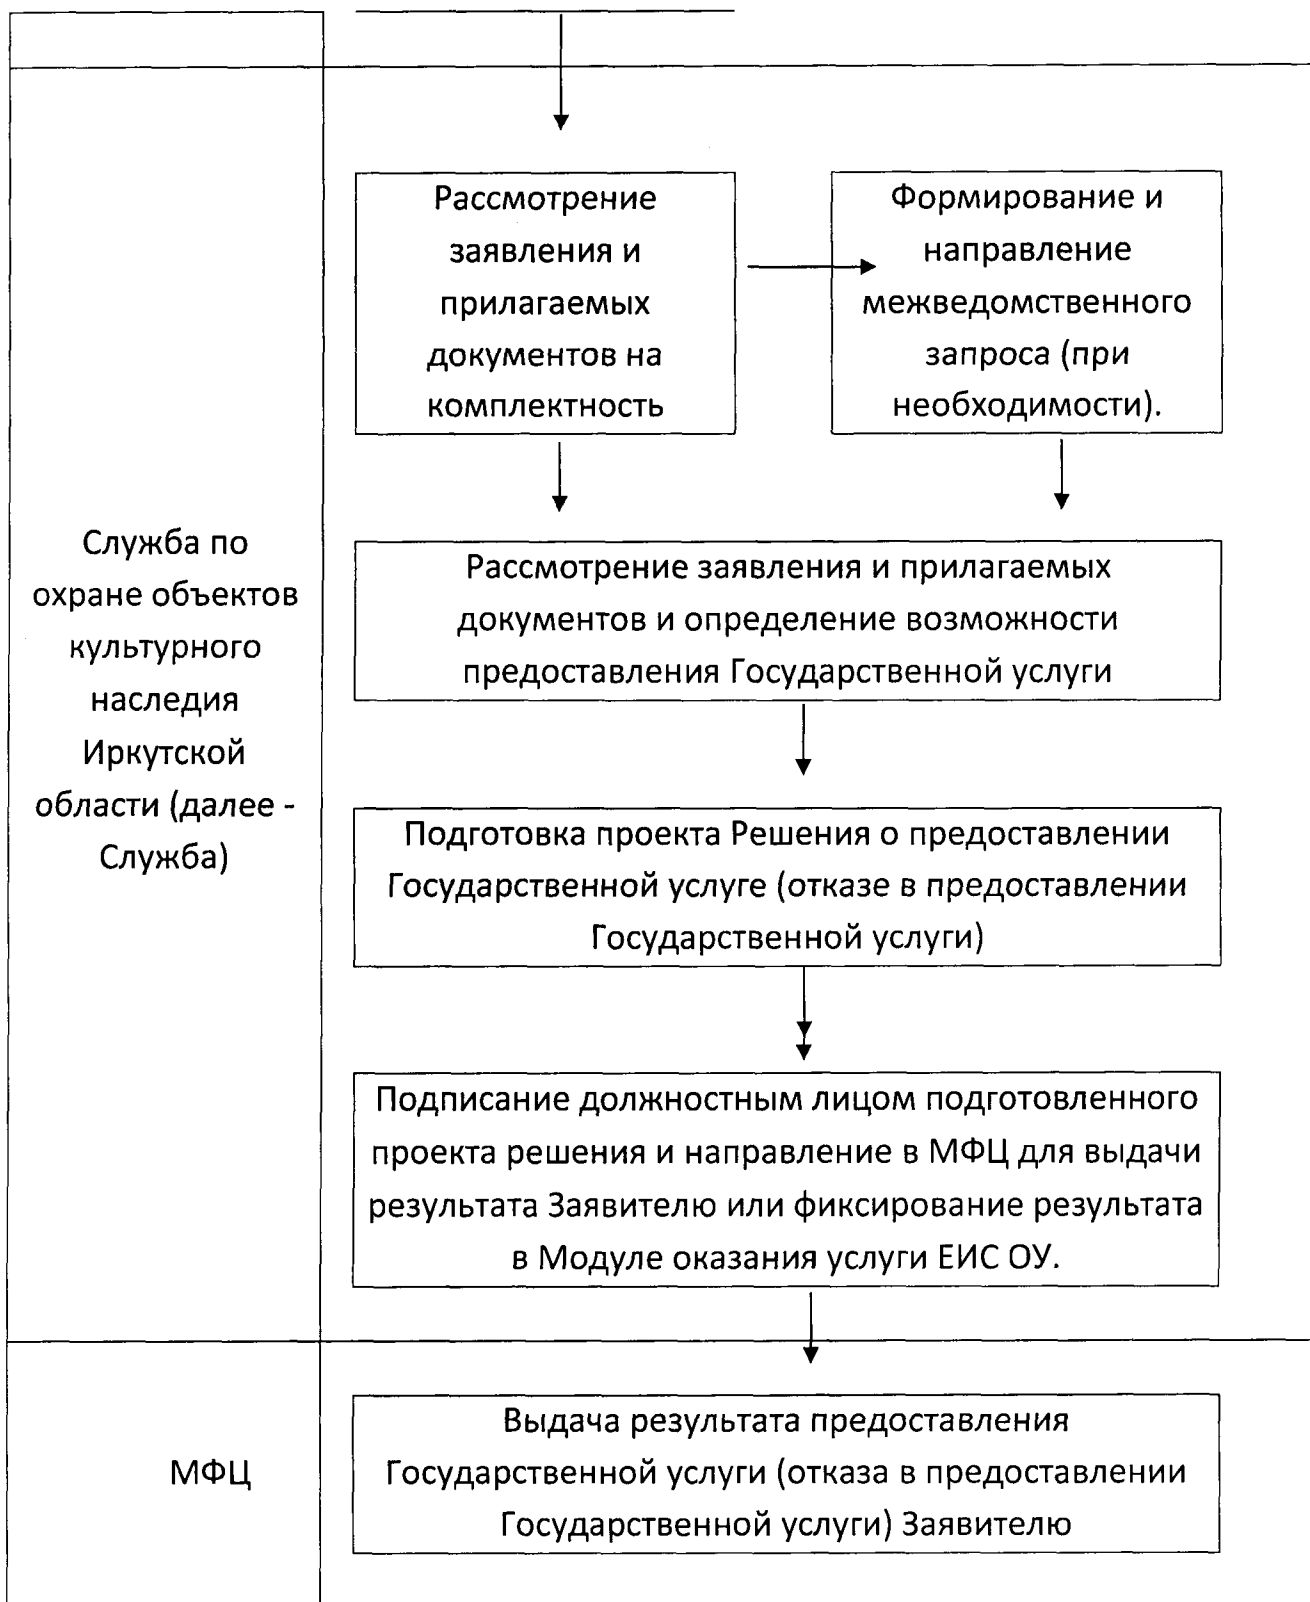 Рассмотрение
заявления и
прилагаемых
документов на
комплектность
Формирование и
направление
межведомственного
запроса (при
необходимости).
Служба по
охране объектов
культурного
наследия
Иркутской
области (далее -
Служба)
Рассмотрение заявления и прилагаемых
документов и определение возможности
предоставления Государственной услуги
Подготовка проекта Решения о предоставлении
Государственной услуге (отказе в предоставлении
Государственной услуги)
Подписание должностным лицом подготовленного
проекта решения и направление в МФЦ для выдачи
результата Заявителю или фиксирование результата
в Модуле оказания услуги ЕИС ОУ.
МФЦ
Выдача результата предоставления
Государственной услуги (отказа в предоставлении
Государственной услуги) Заявителю